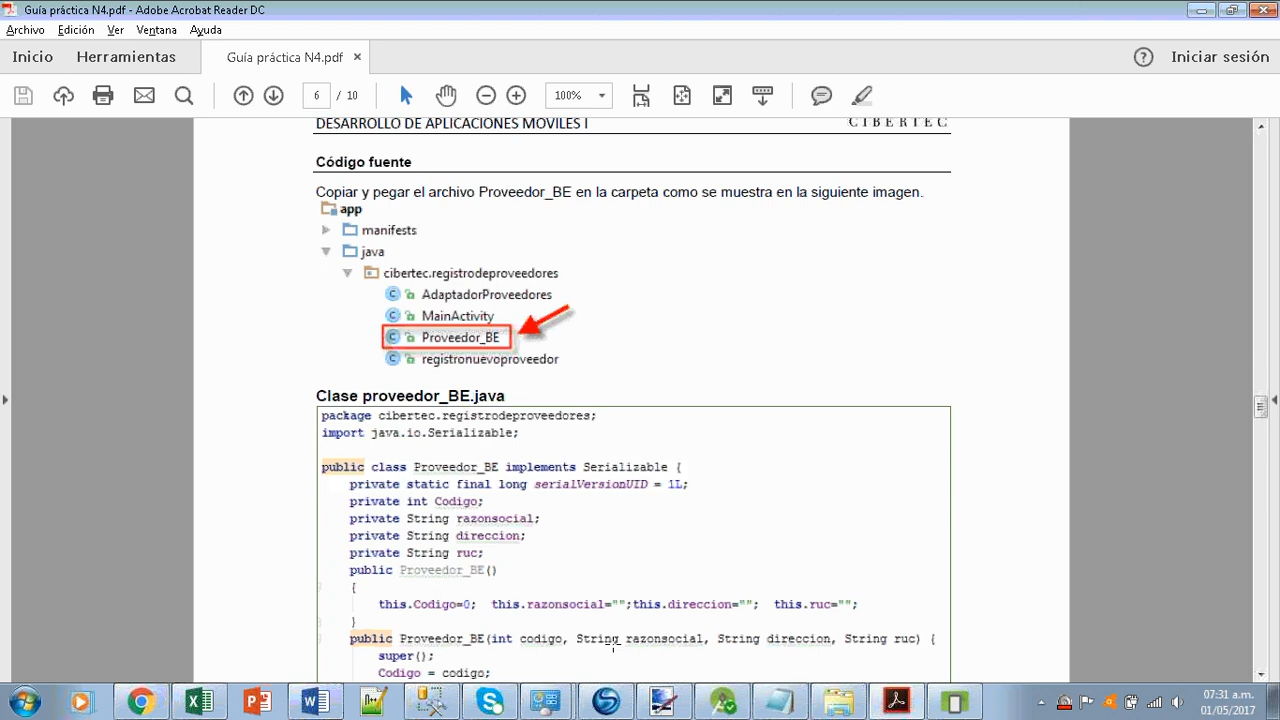 Guía práctica N4.pdf - Adobe Acrobat Reader DC
Archivo Edición Ver Ventana Ayuda
Inicio Herramientas Guía práctica N4.pdf × Iniciar sesión
6 / 10 100%
DESARROLLO DE APLICACIONES MOVILES I CIBERTEC
Código fuente
Copiar y pegar el archivo Proveedor_BE en la carpeta como se muestra en la siguiente imagen.
app
manifests
java
cibertec.registrodeproveedores
C AdaptadorProveedores
C MainActivity
C Proveedor_BE
C registronuevoproveedor
Clase proveedor_BE.java
package cibertec.registrodeproveedores;
import java.io.Serializable;
public class Proveedor_BE implements Serializable {
private static final long serialVersionUID = 1L;
private int Codigo;
private String razonsocial;
private String direccion;
private String ruc;
public Proveedor_BE()
{
this.Codigo=0; this.razonsocial="";this.direccion=""; this.ruc="";
}
public Proveedor_BE(int codigo, String razonsocial, String direccion, String ruc) {
super();
Codigo = codigo;
07:31 a.m.
01/05/2017